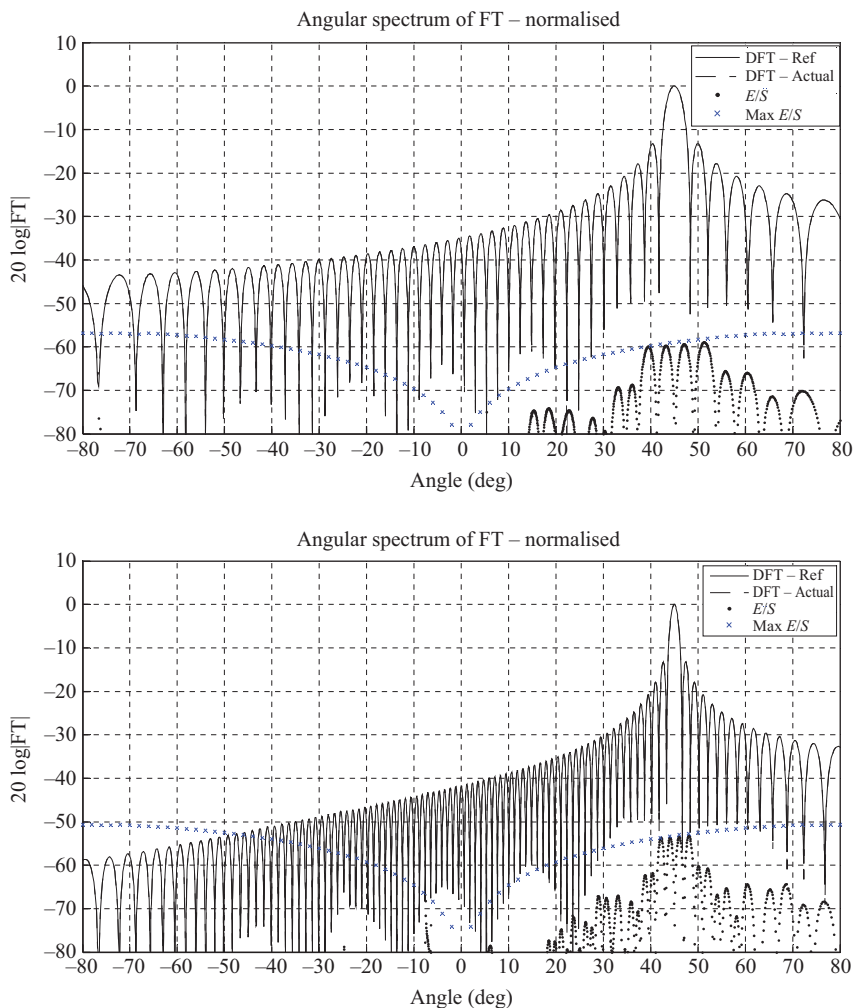 Angular spectrum of FT – normalised
10
0
–10
–20
–30
–40
–50
–60
–70
–80
20 log|FT|
DFT – Ref
DFT – Actual
E/S
Max E/S
–80 –70 –60 –50 –40 –30 –20 –10 0 10 20 30 40 50 60 70 80
Angle (deg)
Angular spectrum of FT – normalised
10
0
–10
–20
–30
–40
–50
–60
–70
–80
20 log|FT|
DFT – Ref
DFT – Actual
E/S
Max E/S
–80 –70 –60 –50 –40 –30 –20 –10 0 10 20 30 40 50 60 70 80
Angle (deg)